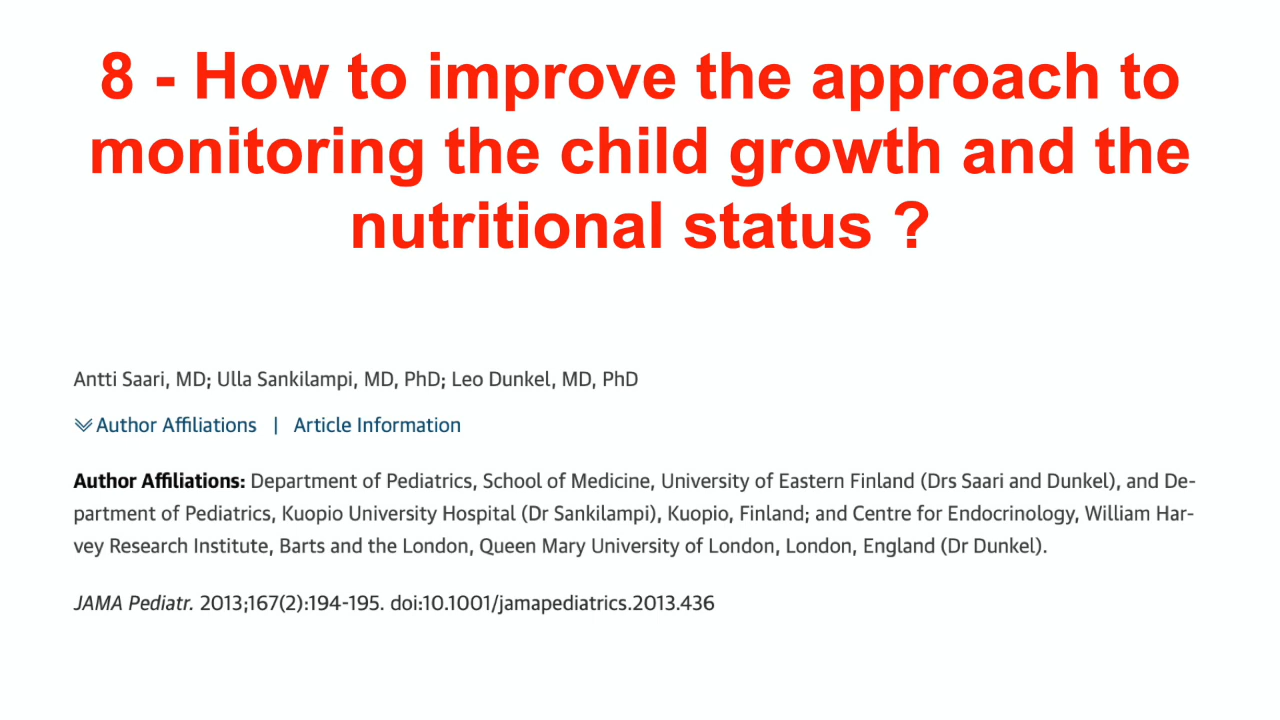 8 - How to improve the approach to
monitoring the child growth and the
nutritional status ?
Antti Saari, MD; Ulla Sankilampi, MD, PhD; Leo Dunkel, MD, PhD
Author Affiliations | Article Information
Author Affiliations: Department of Pediatrics, School of Medicine, University of Eastern Finland (Drs Saari and Dunkel), and De-
partment of Pediatrics, Kuopio University Hospital (Dr Sankilampi), Kuopio, Finland; and Centre for Endocrinology, William Har-
vey Research Institute, Barts and the London, Queen Mary University of London, London, England (Dr Dunkel).
JAMA Pediatr. 2013;167(2):194-195. doi:10.1001/jamapediatrics.2013.436